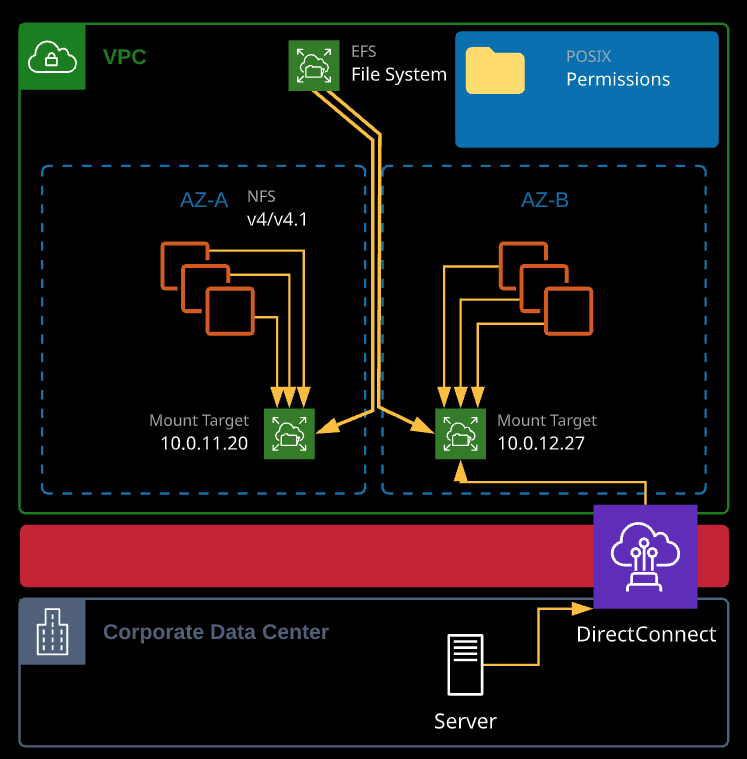 VPC
EFS
File System
POSIX
Permissions
AZ-A
NFS
v4/v4.1
AZ-B
Mount Target
10.0.11.20
Mount Target
10.0.12.27
DirectConnect
Corporate Data Center
Server